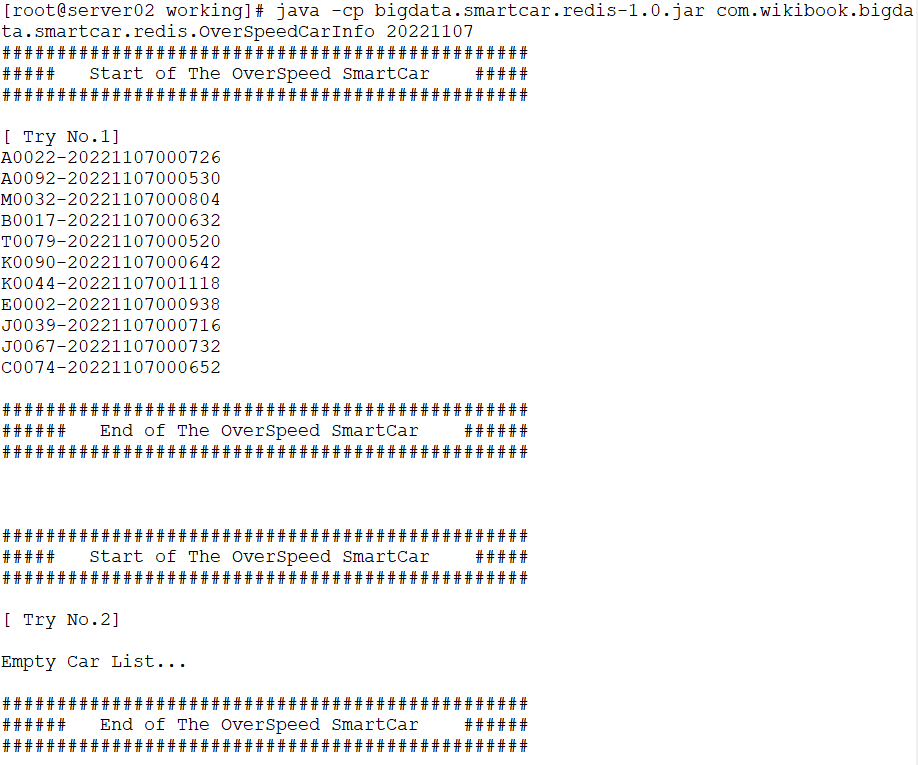 [root@server02 working]# java -cp bigdata.smartcar.redis-1.0.jar com.wikibook.bigda
ta.smartcar.redis.OverSpeedCarInfo 20221107
################################################
#####   Start of The OverSpeed SmartCar    #####
################################################
[ Try No.1]
A0022-20221107000726
A0092-20221107000530
M0032-20221107000804
B0017-20221107000632
T0079-20221107000520
K0090-20221107000642
K0044-20221107001118
E0002-20221107000938
J0039-20221107000716
J0067-20221107000732
C0074-20221107000652
################################################
######   End of The OverSpeed SmartCar    ######
################################################
################################################
#####   Start of The OverSpeed SmartCar    #####
################################################
[ Try No.2]
Empty Car List...
################################################
######   End of The OverSpeed SmartCar    ######
################################################